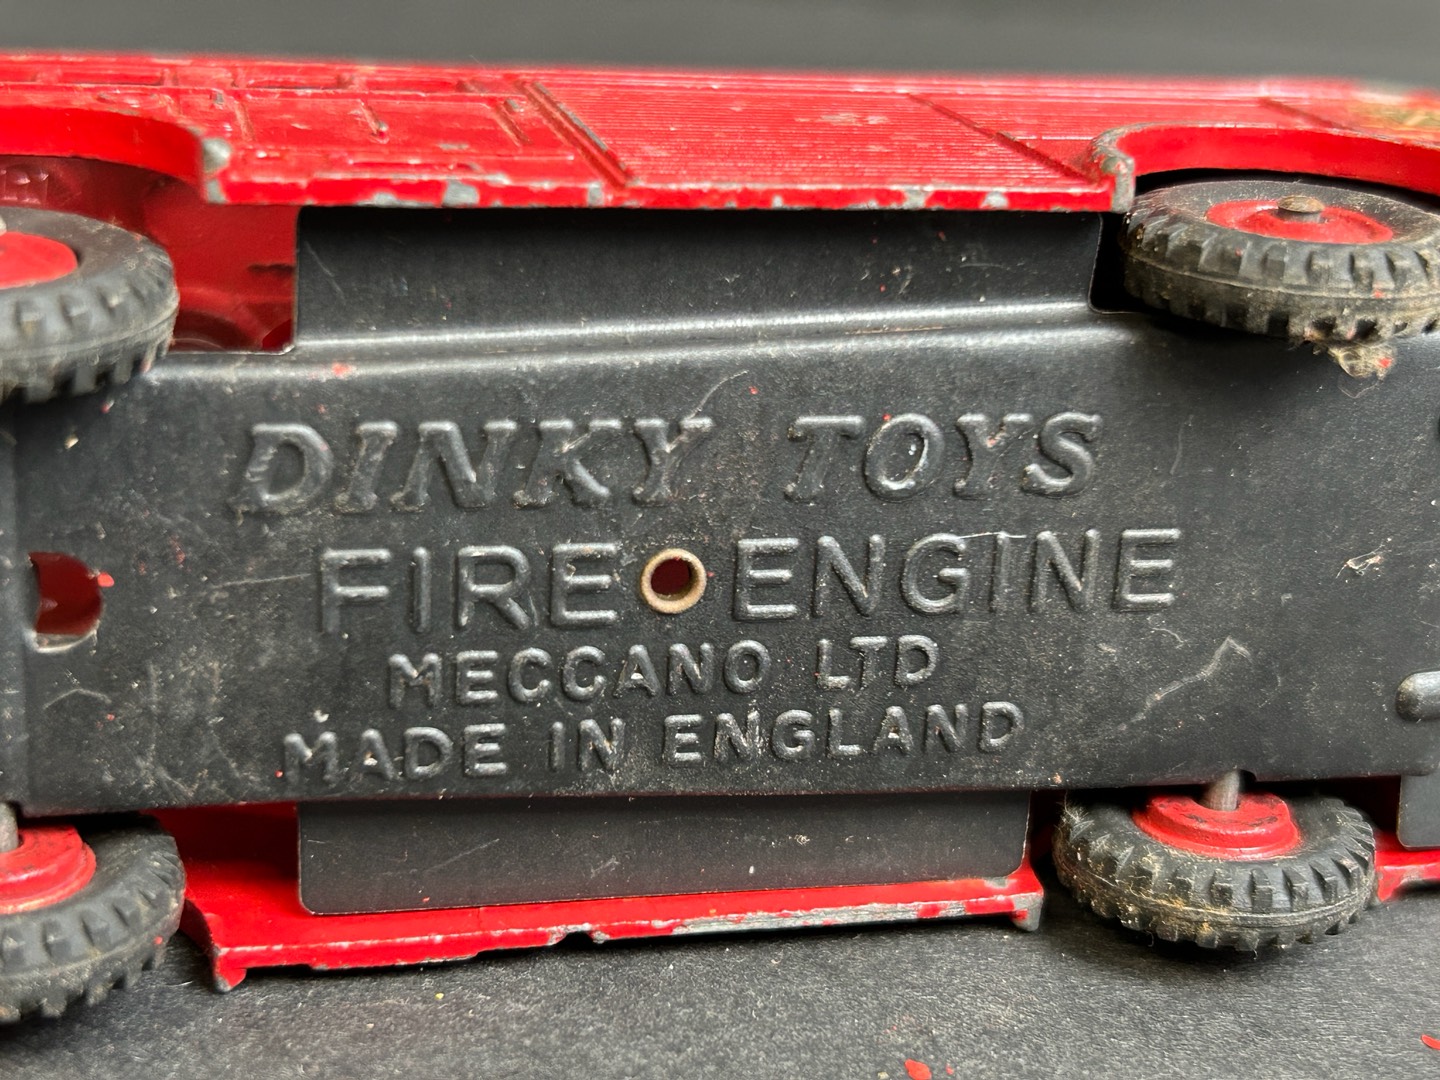 DINKY TOYS
FIRE ENGINE
MECCANO LTD
MADE IN ENGLAND